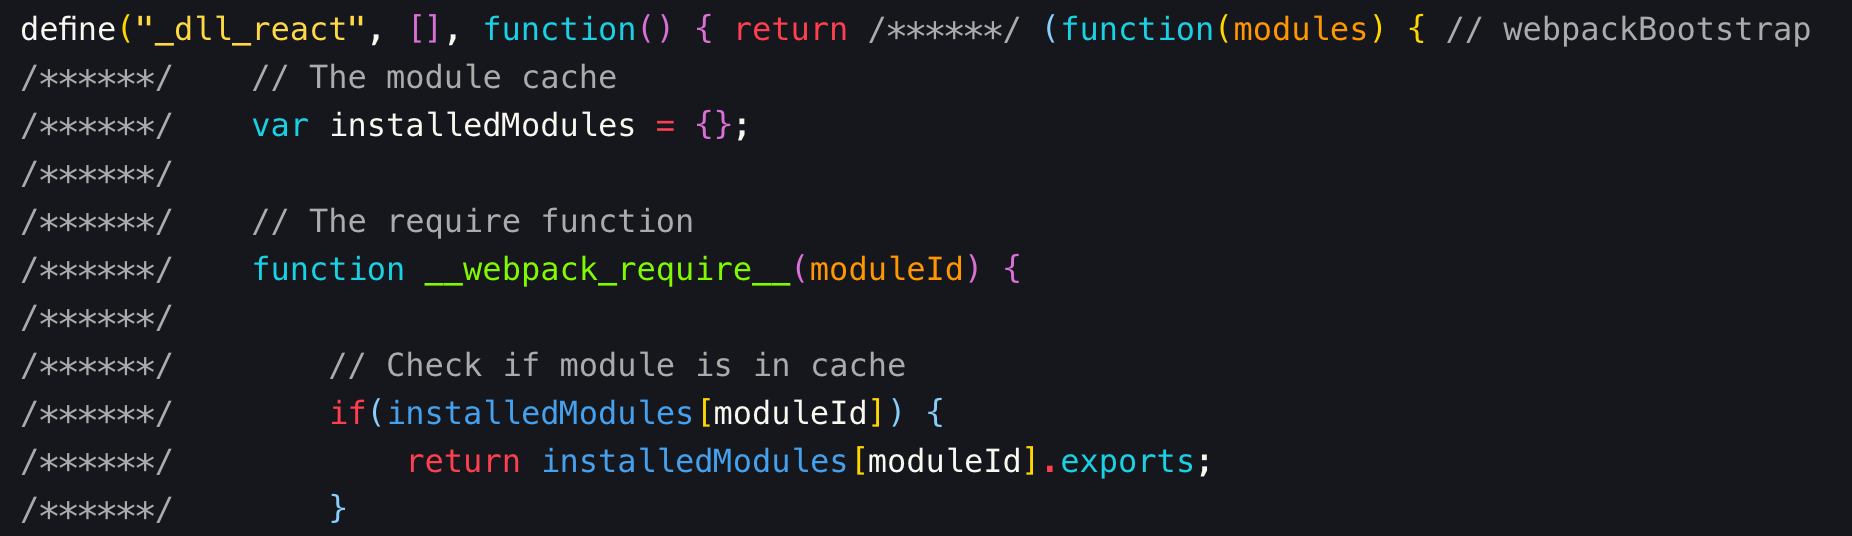 define("_dll_react", [], function() { return /******/ (function(modules) { // webpackBootstrap
/******/    // The module cache
/******/    var installedModules = {};
/******/
/******/    // The require function
/******/    function __webpack_require__(moduleId) {
/******/
/******/        // Check if module is in cache
/******/        if(installedModules[moduleId]) {
/******/            return installedModules[moduleId].exports;
/******/        }